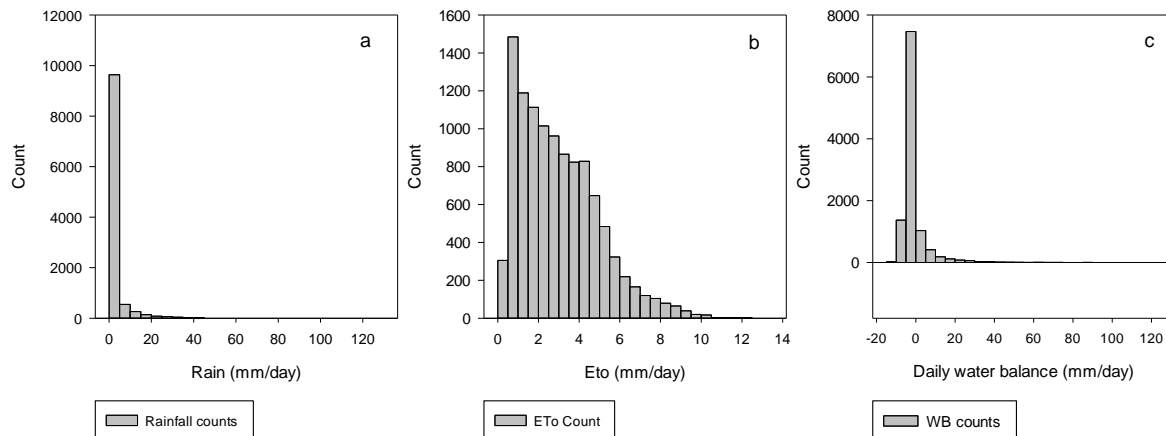 a
Count
12000
10000
8000
6000
4000
2000
0
0 20 40 60 80 100 120
Rain (mm/day)
Rainfall counts
b
Count
1600
1400
1200
1000
800
600
400
200
0
0 2 4 6 8 10 12 14
Eto (mm/day)
ETo Count
c
Count
8000
6000
4000
2000
0
-20 0 20 40 60 80 100 120
Daily water balance (mm/day)
WB counts